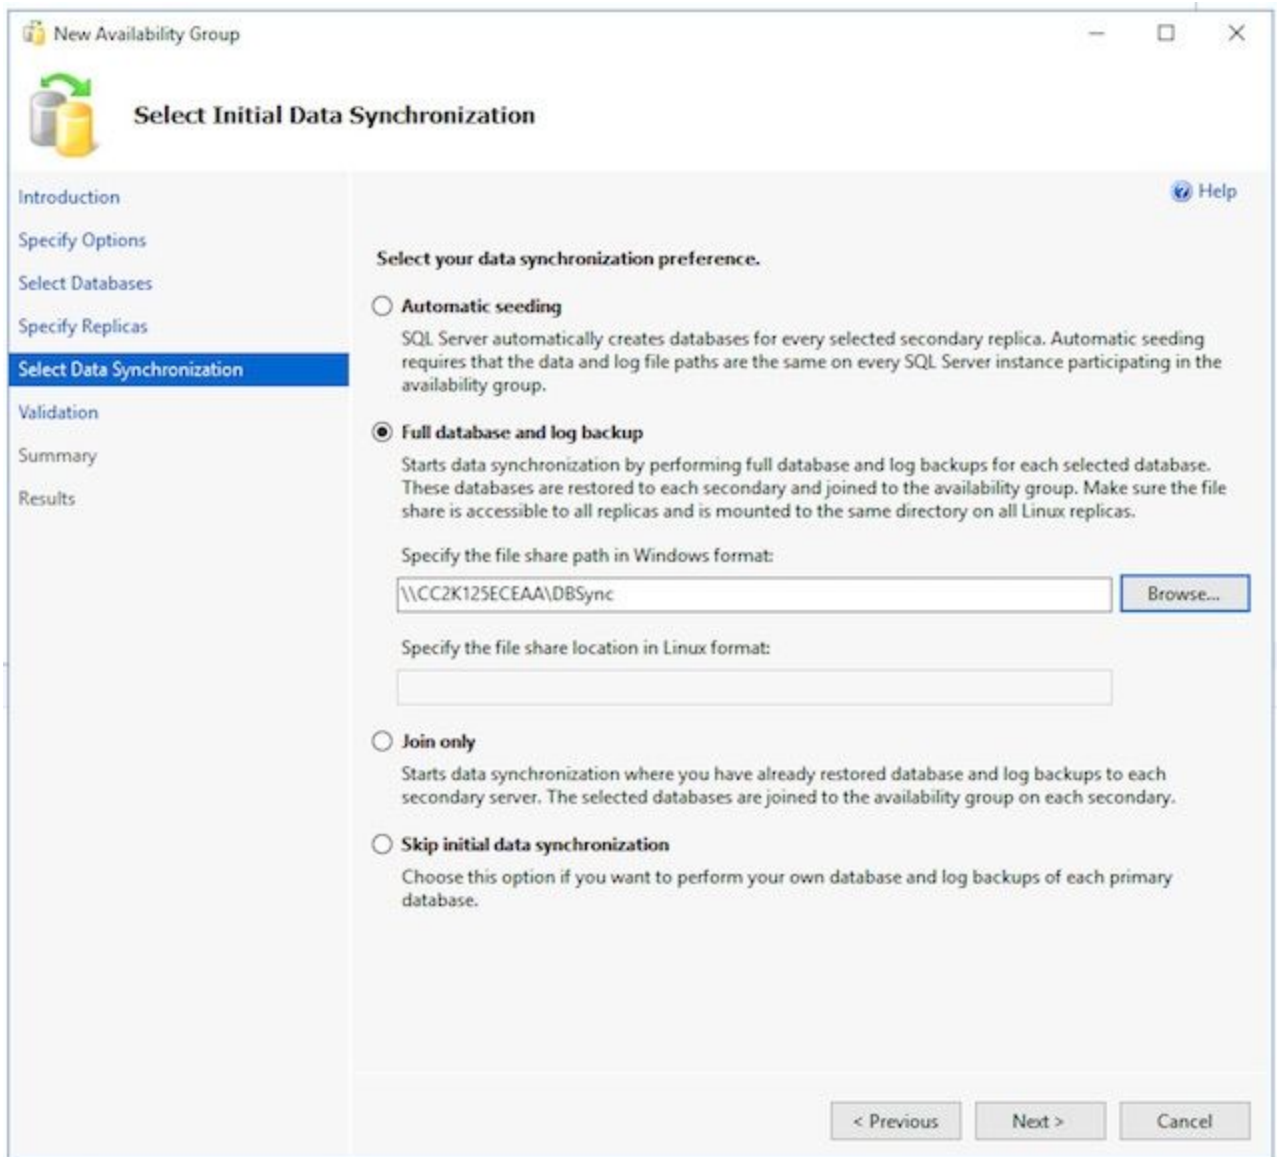 New Availability Group
Select Initial Data Synchronization
Introduction
Specify Options
Select Databases
Specify Replicas
Select Data Synchronization
Validation
Summary
Results
Help
Select your data synchronization preference.
Automatic seeding
SQL Server automatically creates databases for every selected secondary replica. Automatic seeding
requires that the data and log file paths are the same on every SQL Server instance participating in the
availability group.
Full database and log backup
Starts data synchronization by performing full database and log backups for each selected database.
These databases are restored to each secondary and joined to the availability group. Make sure the file
share is accessible to all replicas and is mounted to the same directory on all Linux replicas.
Specify the file share path in Windows format:
\\CC2K125ECEAA\DBSync
Browse...
Specify the file share location in Linux format:
Join only
Starts data synchronization where you have already restored database and log backups to each
secondary server. The selected databases are joined to the availability group on each secondary.
Skip initial data synchronization
Choose this option if you want to perform your own database and log backups of each primary
database.
< Previous
Next >
Cancel